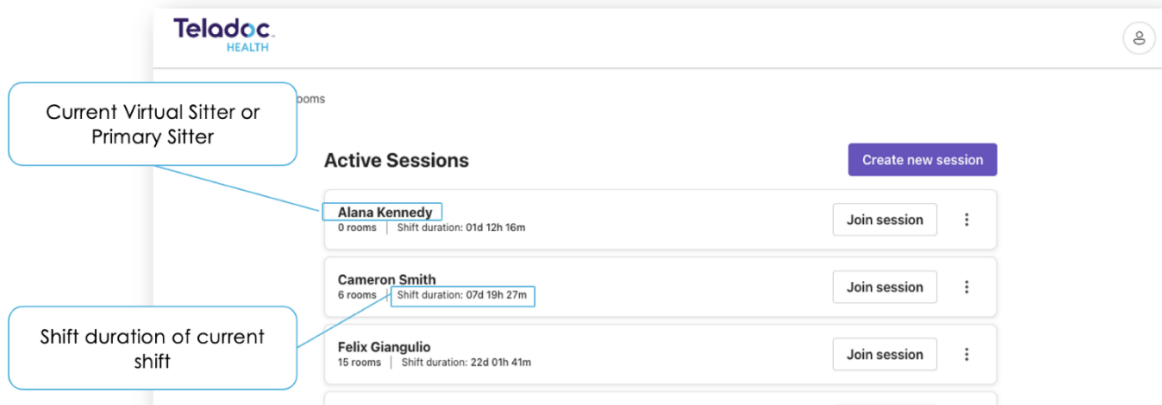 Teladoc
HEALTH
Current Virtual Sitter or
Primary Sitter
Active Sessions
Create new session
Alana Kennedy
0 rooms | Shift duration: 01d 12h 16m
Join session
Cameron Smith
6 rooms | Shift duration: 07d 19h 27m
Join session
Shift duration of current
shift
Felix Giangulio
15 rooms | Shift duration: 22d 01h 41m
Join session